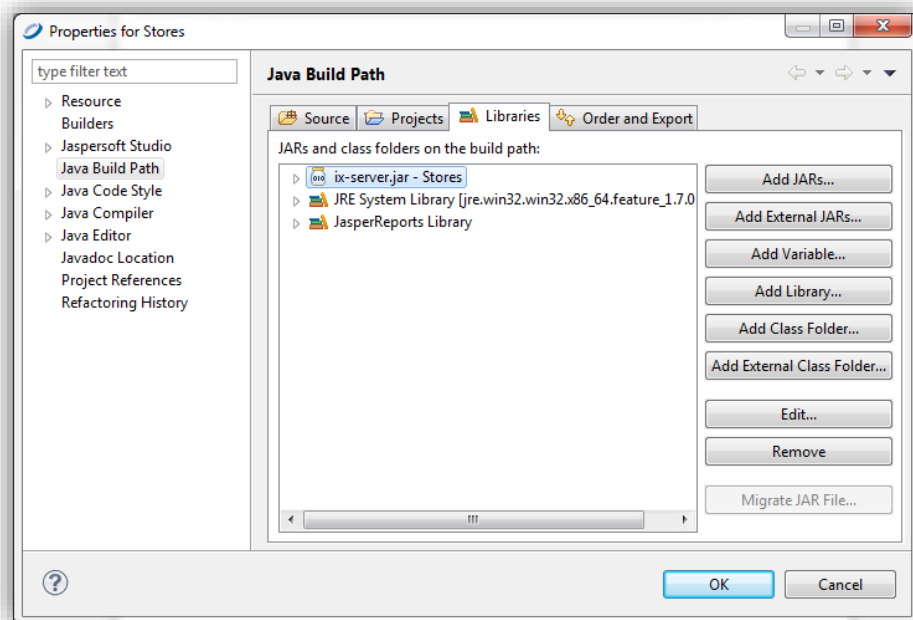 Properties for Stores
type filter text
Resource
Builders
Jaspersoft Studio
Java Build Path
Java Code Style
Java Compiler
Java Editor
Javadoc Location
Project References
Refactoring History
Java Build Path
Source Projects Libraries Order and Export
JARs and class folders on the build path:
ix-server.jar - Stores
JRE System Library [jre.win32.win32.x86_64.feature_1.7.0
JasperReports Library
Add JARs...
Add External JARs...
Add Variable...
Add Library...
Add Class Folder...
Add External Class Folder...
Edit...
Remove
Migrate JAR File...
OK Cancel